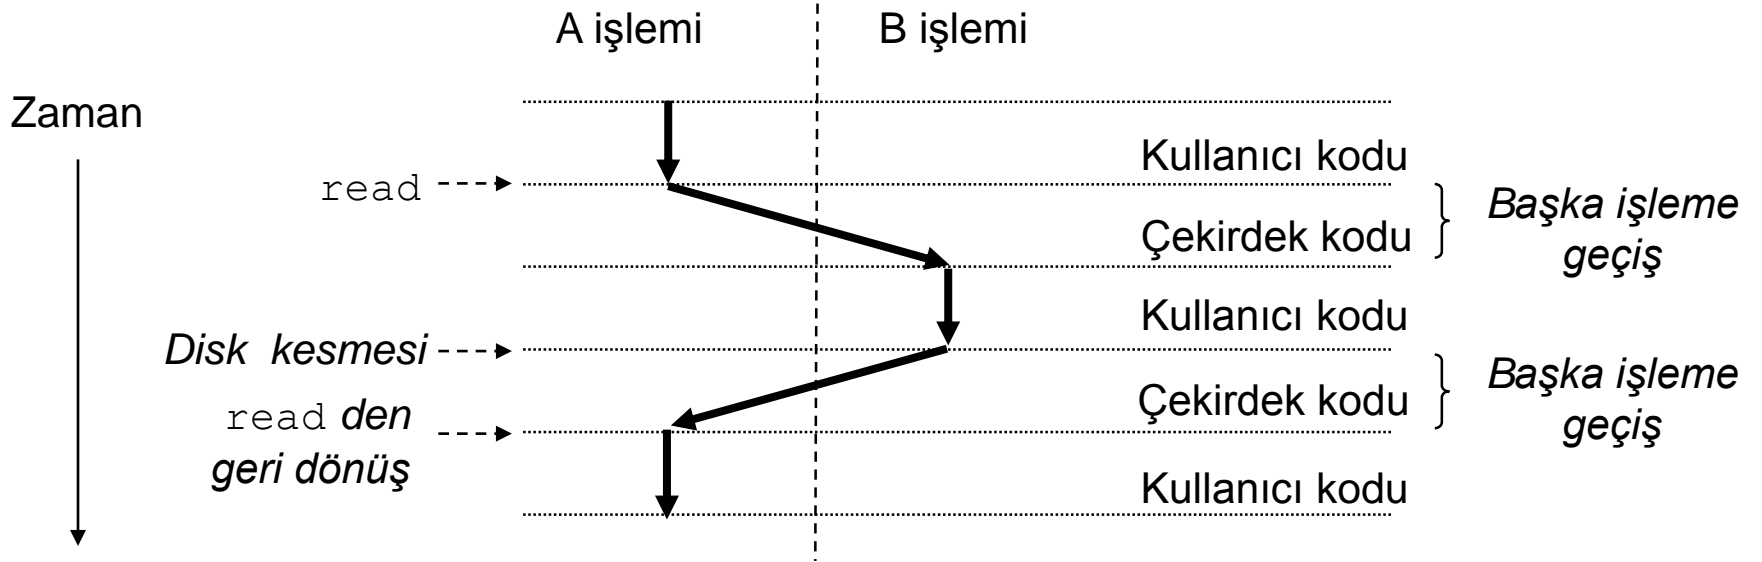 A işlemi
B işlemi
Zaman
Kullanıcı kodu
read
Başka işleme
geçiş
Çekirdek kodu
Kullanıcı kodu
Disk kesmesi
Başka işleme
geçiş
Çekirdek kodu
read den
geri dönüş
Kullanıcı kodu